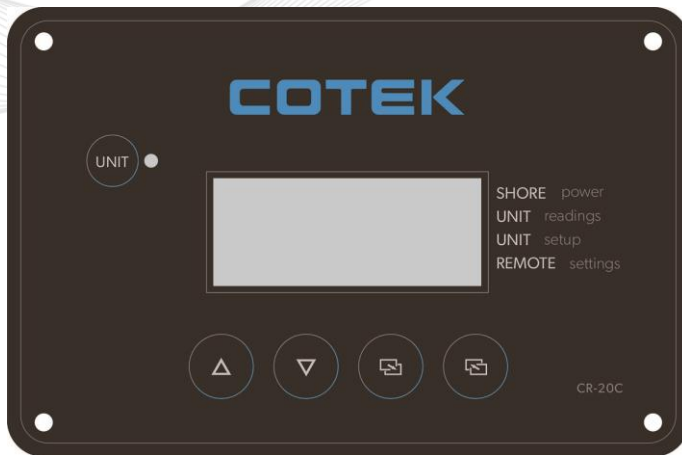 COTEK
UNIT
SHORE power
UNIT readings
UNIT setup
REMOTE settings
CR-20C